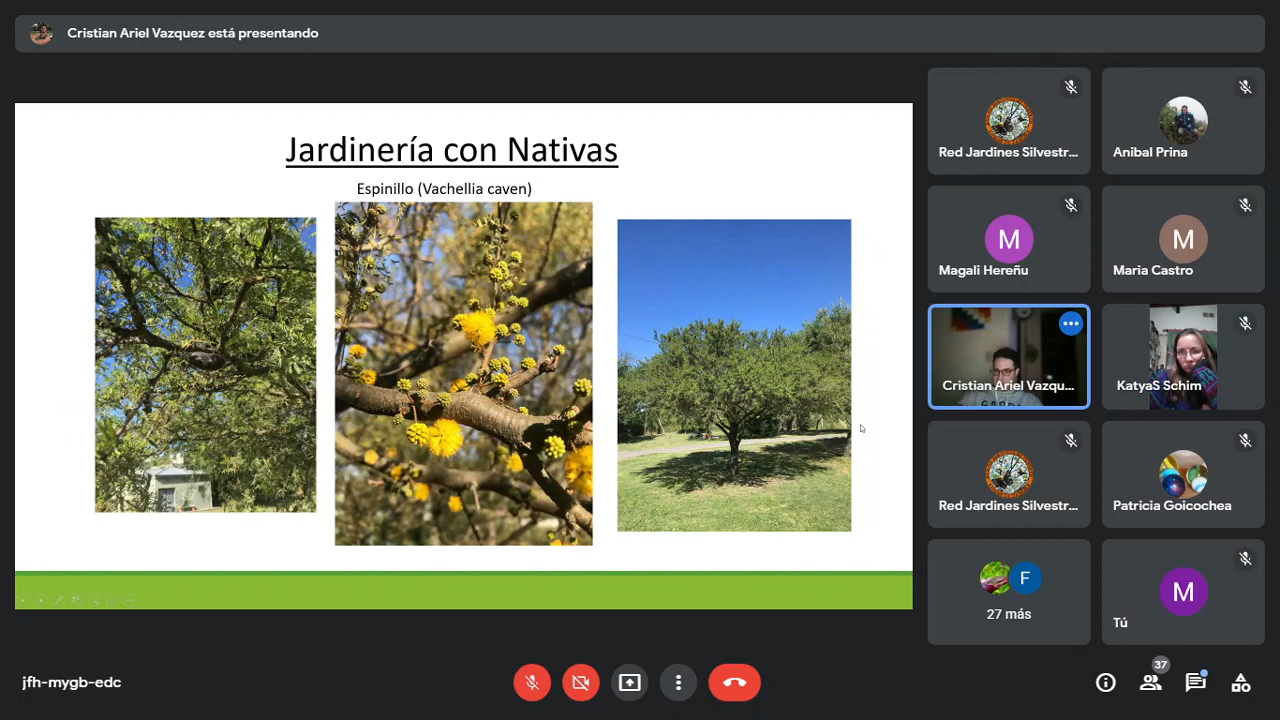 Cristian Ariel Vazquez está presentando
Jardinería con Nativas
Espinillo (Vachellia caven)
Red Jardines Silvestr...
Anibal Prina
M
Magali Hereñu
M
Maria Castro
Cristian Ariel Vazqu...
KatyaS Schim
Red Jardines Silvestr...
Patricia Goicochea
F
27 más
M
Tú
jfh-mygb-edc
37